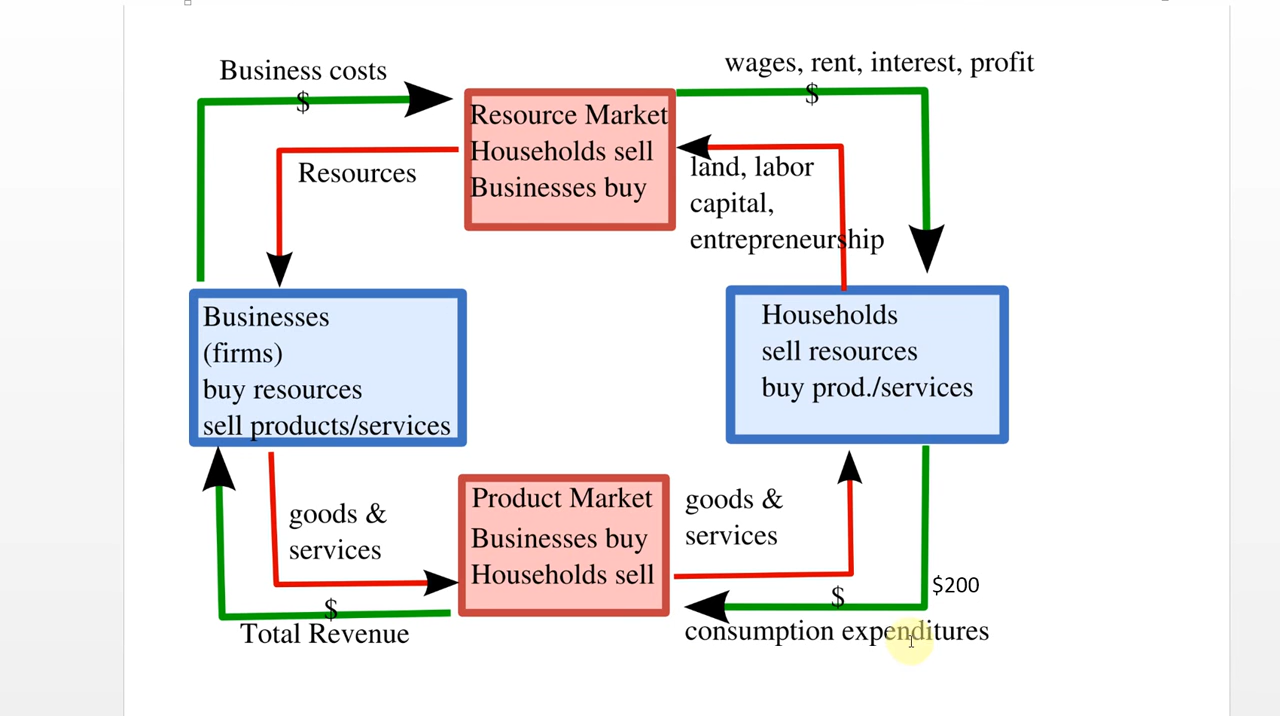 Business costs
$
wages, rent, interest, profit
$
Resource Market
Households sell
Businesses buy
Resources
land, labor
capital,
entrepreneurship
Businesses
(firms)
buy resources
sell products/services
Households
sell resources
buy prod./services
goods &
services
Product Market
Businesses buy
Households sell
goods &
services
$200
$
Total Revenue
$
consumption expenditures